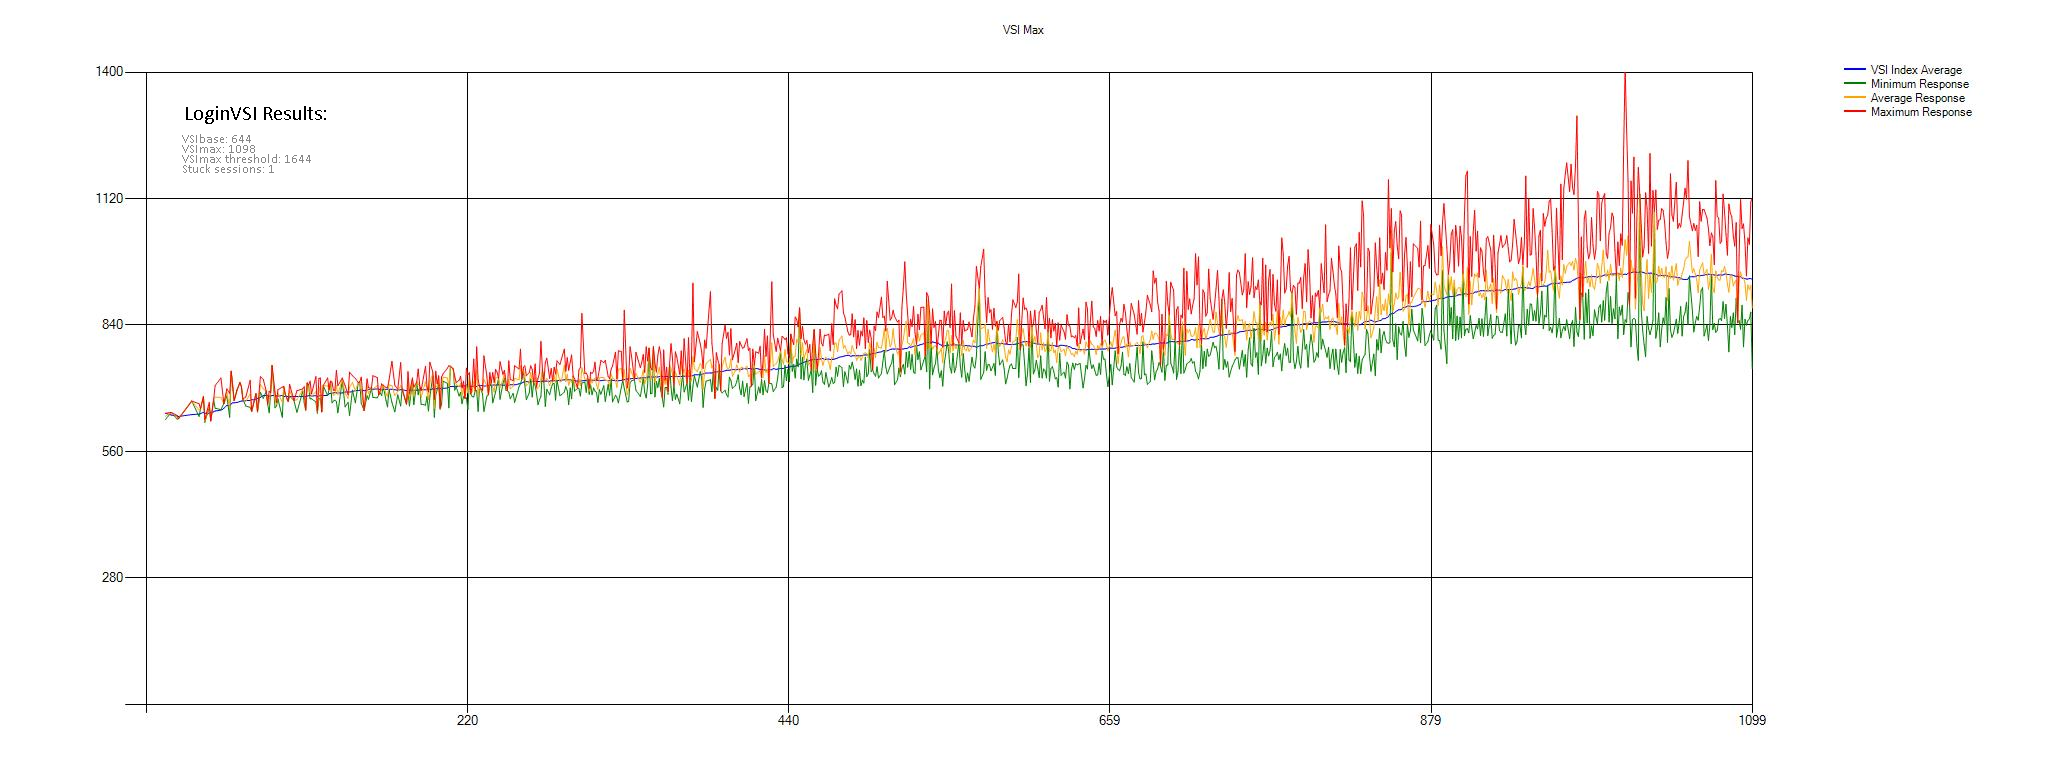 VSI Max
1400
1120
840
560
280
LoginVSI Results:
VSIbase: 644
VSImax: 1098
VSImax threshold: 1644
Stuck sessions: 1
VSI Index Average
Minimum Response
Average Response
Maximum Response
220
440
659
879
1099